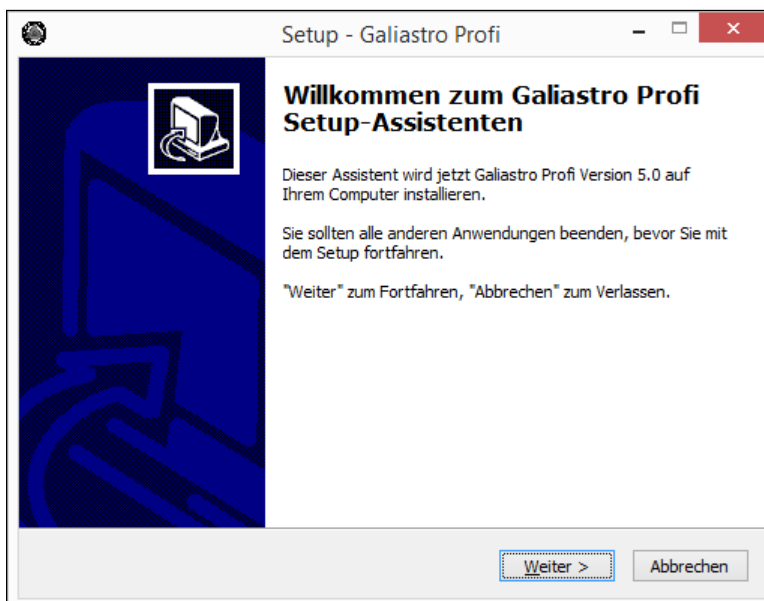 Setup - Galiastro Profi
Willkommen zum Galiastro Profi
Setup-Assistenten
Dieser Assistent wird jetzt Galiastro Profi Version 5.0 auf
Ihrem Computer installieren.
Sie sollten alle anderen Anwendungen beenden, bevor Sie mit
dem Setup fortfahren.
"Weiter" zum Fortfahren, "Abbrechen" zum Verlassen.
Weiter >
Abbrechen